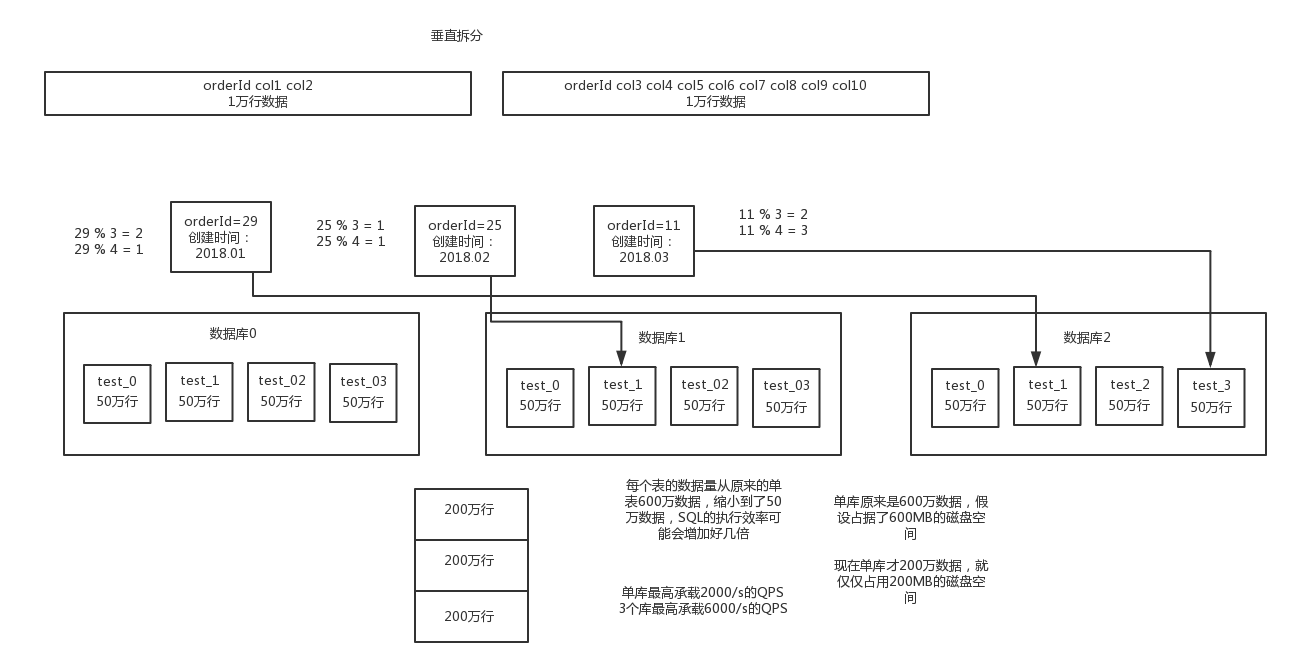 垂直拆分
orderId col1 col2
1万行数据
orderId col3 col4 col5 col6 col7 col8 col9 col10
1万行数据
29 % 3 = 2
29 % 4 = 1
orderId=29
创建时间：
2018.01
25 % 3 = 1
25 % 4 = 1
orderId=25
创建时间：
2018.02
orderId=11
创建时间：
2018.03
11 % 3 = 2
11 % 4 = 3
数据库0
test_0
50万行
test_1
50万行
test_02
50万行
test_03
50万行
数据库1
test_0
50万行
test_1
50万行
test_02
50万行
test_03
50万行
数据库2
test_0
50万行
test_1
50万行
test_2
50万行
test_3
50万行
200万行
200万行
200万行
每个表的数据量从原来的单
表600万数据，缩小到了50
万数据，SQL的执行效率可
能会增加好几倍
单库最高承载2000/s的QPS
3个库最高承载6000/s的QPS
单库原来是600万数据，假
设占据了600MB的磁盘空
间
现在单库才200万数据，就
仅仅占用200MB的磁盘空
间